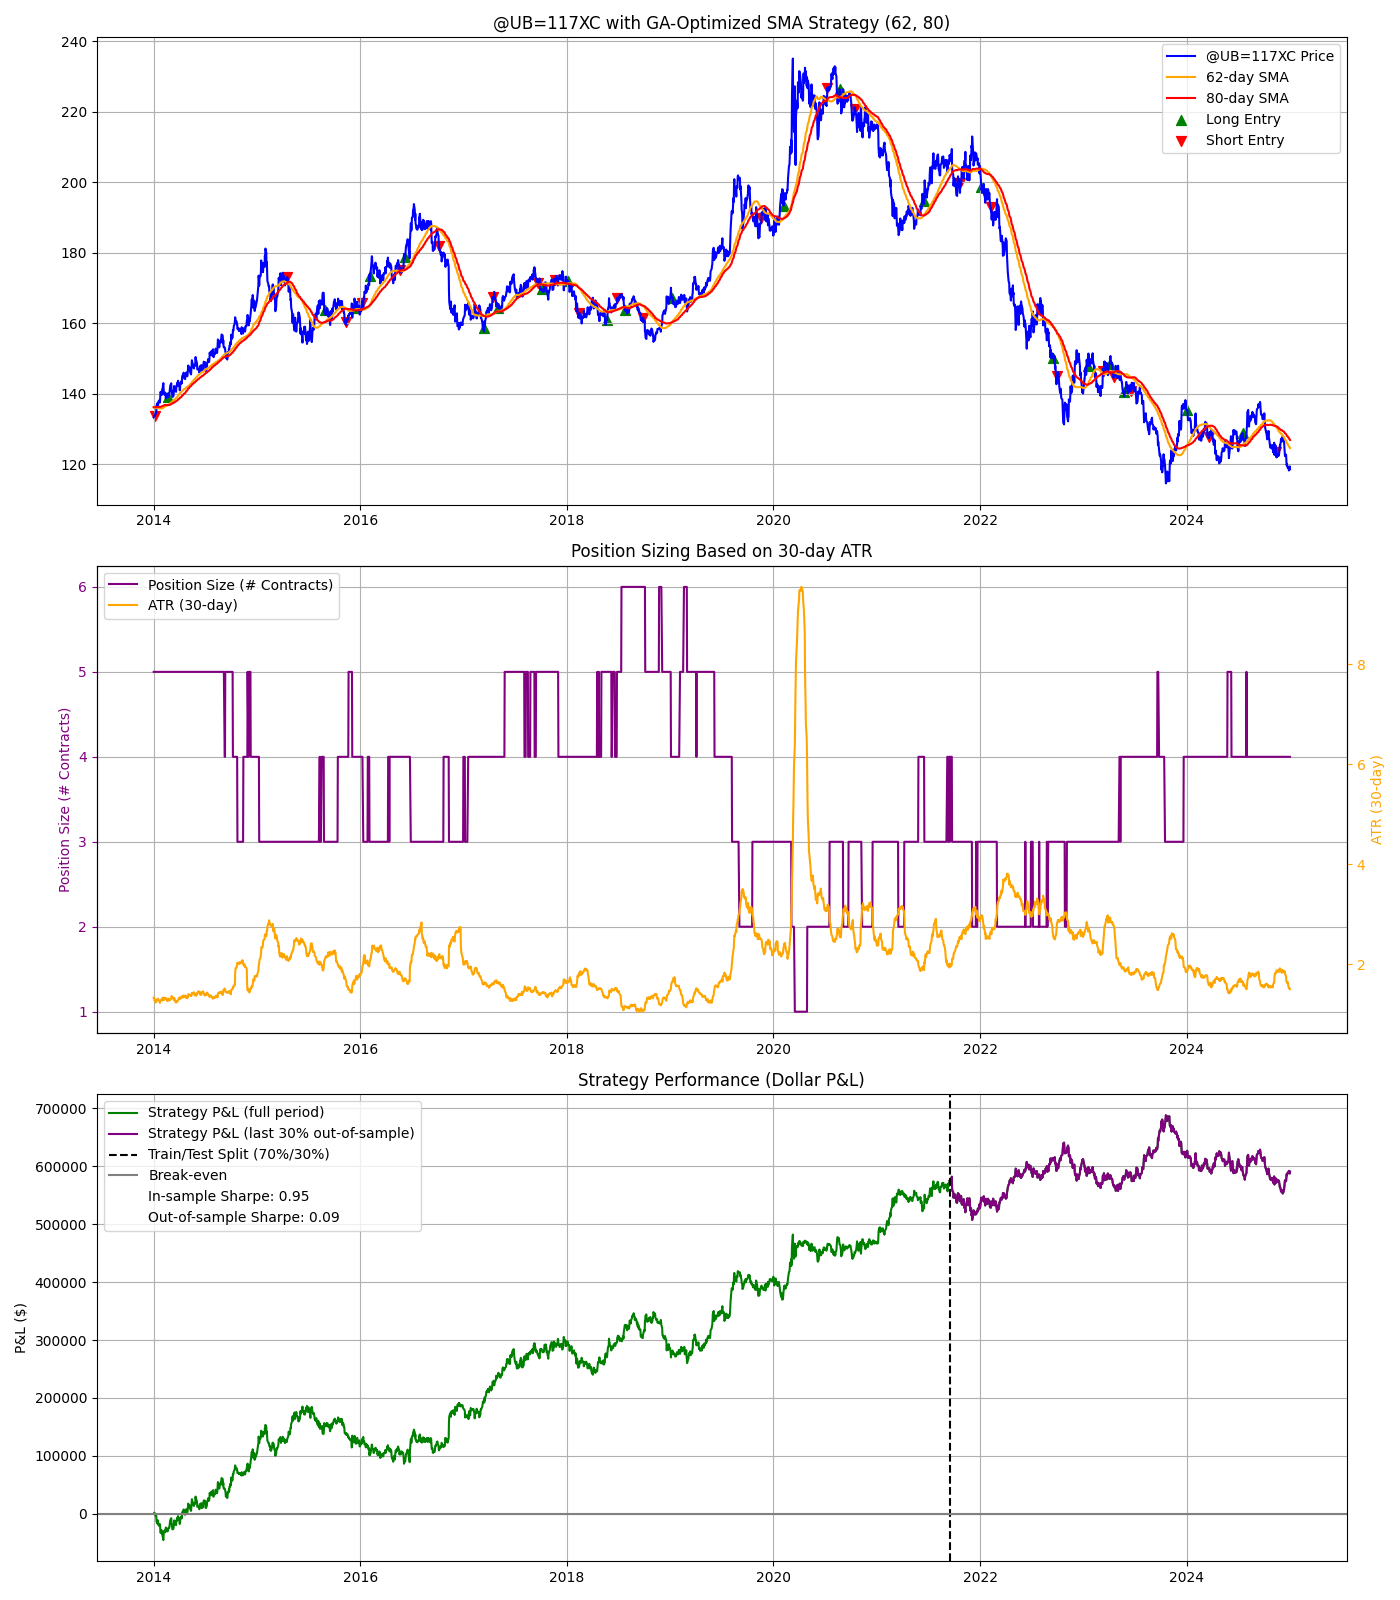 @UB=117XC with GA-Optimized SMA Strategy (62, 80)
240
220
200
180
160
140
120
@UB=117XC Price
62-day SMA
80-day SMA
Long Entry
Short Entry
2014 2016 2018 2020 2022 2024
Position Sizing Based on 30-day ATR
Position Size (# Contracts)
6
5
4
3
2
1
Position Size (# Contracts)
ATR (30-day)
8
6
4
2
ATR (30-day)
2014 2016 2018 2020 2022 2024
Strategy Performance (Dollar P&L)
P&L ($)
700000
600000
500000
400000
300000
200000
100000
0
Strategy P&L (full period)
Strategy P&L (last 30% out-of-sample)
Train/Test Split (70%/30%)
Break-even
In-sample Sharpe: 0.95
Out-of-sample Sharpe: 0.09
2014 2016 2018 2020 2022 2024